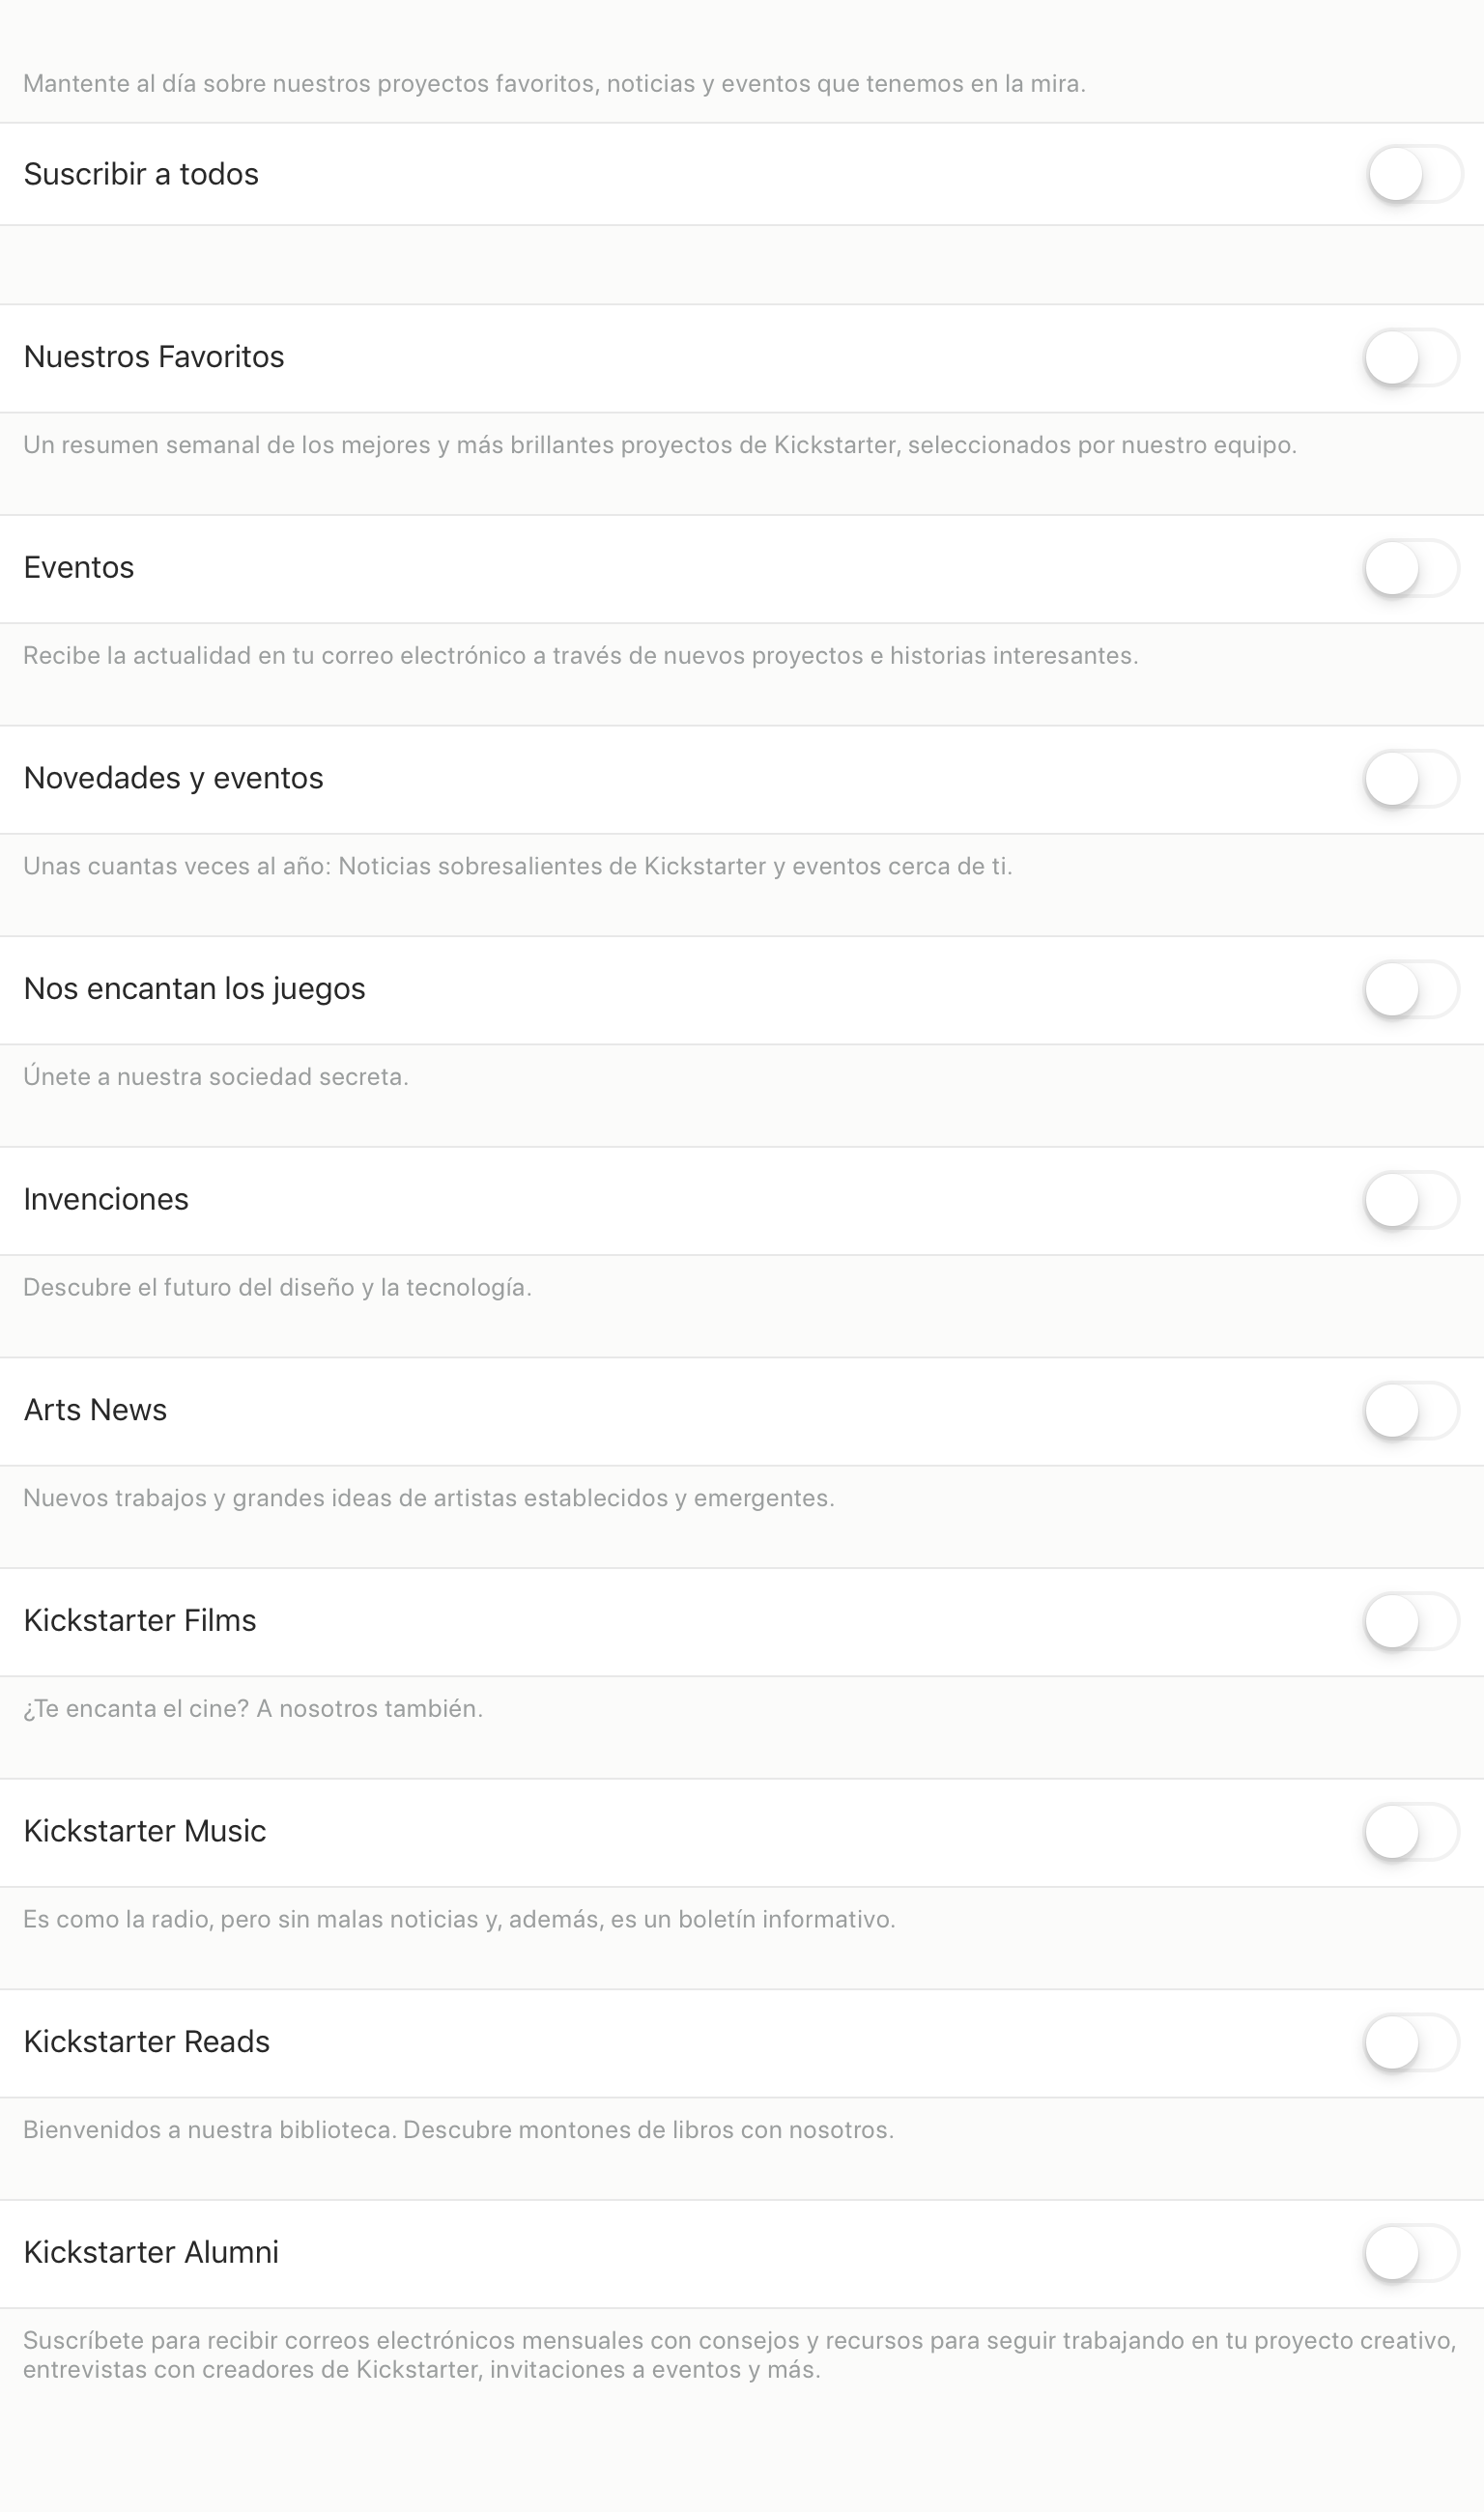 Mantente al día sobre nuestros proyectos favoritos, noticias y eventos que tenemos en la mira.
Suscribir a todos
Nuestros Favoritos
Un resumen semanal de los mejores y más brillantes proyectos de Kickstarter, seleccionados por nuestro equipo.
Eventos
Recibe la actualidad en tu correo electrónico a través de nuevos proyectos e historias interesantes.
Novedades y eventos
Unas cuantas veces al año: Noticias sobresalientes de Kickstarter y eventos cerca de ti.
Nos encantan los juegos
Únete a nuestra sociedad secreta.
Invenciones
Descubre el futuro del diseño y la tecnología.
Arts News
Nuevos trabajos y grandes ideas de artistas establecidos y emergentes.
Kickstarter Films
¿Te encanta el cine? A nosotros también.
Kickstarter Music
Es como la radio, pero sin malas noticias y, además, es un boletín informativo.
Kickstarter Reads
Bienvenidos a nuestra biblioteca. Descubre montones de libros con nosotros.
Kickstarter Alumni
Suscríbete para recibir correos electrónicos mensuales con consejos y recursos para seguir trabajando en tu proyecto creativo,
entrevistas con creadores de Kickstarter, invitaciones a eventos y más.